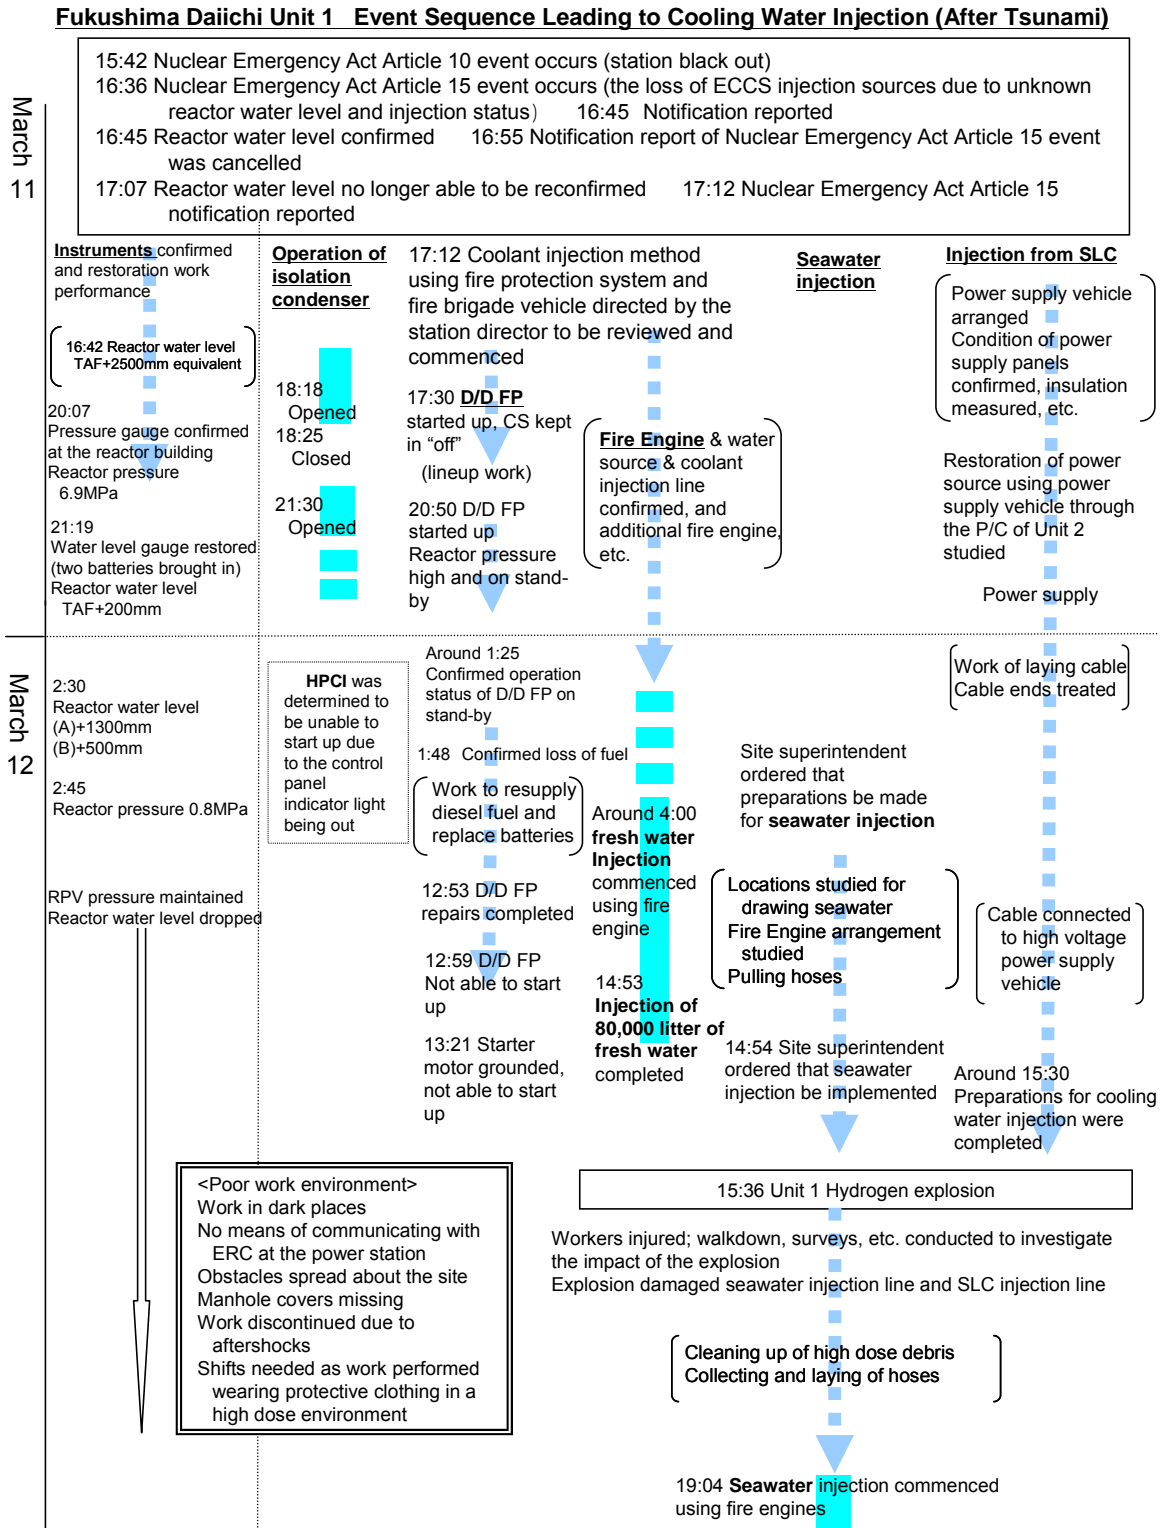 Fukushima Daiichi Unit 1   Event Sequence Leading to Cooling Water Injection (After Tsunami)
March
11
15:42 Nuclear Emergency Act Article 10 event occurs (station black out)
16:36 Nuclear Emergency Act Article 15 event occurs (the loss of ECCS injection sources due to unknown
reactor water level and injection status)     16:45   Notification reported
16:45 Reactor water level confirmed     16:55 Notification report of Nuclear Emergency Act Article 15 event
was cancelled
17:07 Reactor water level no longer able to be reconfirmed     17:12 Nuclear Emergency Act Article 15
notification reported
Instruments confirmed
and restoration work
performance
16:42 Reactor water level
TAF+2500mm equivalent
20:07
Pressure gauge confirmed
at the reactor building
Reactor pressure
6.9MPa
21:19
Water level gauge restored
(two batteries brought in)
Reactor water level
TAF+200mm
Operation of
isolation
condenser
18:18
Opened
18:25
Closed
21:30
Opened
17:12 Coolant injection method
using fire protection system and
fire brigade vehicle directed by the
station director to be reviewed and
commenced
17:30 D/D FP
started up, CS kept
in “off”
(lineup work)
20:50 D/D FP
started up
Reactor pressure
high and on stand-
by
Fire Engine & water
source & coolant
injection line
confirmed, and
additional fire engine,
etc.
Seawater
injection
Injection from SLC
Power supply vehicle
arranged
Condition of power
supply panels
confirmed, insulation
measured, etc.
Restoration of power
source using power
supply vehicle through
the P/C of Unit 2
studied
Power supply
March
12
2:30
Reactor water level
(A)+1300mm
(B)+500mm
2:45
Reactor pressure 0.8MPa
RPV pressure maintained
Reactor water level dropped
HPCI was
determined to
be unable to
start up due
to the control
panel
indicator light
being out
Around 1:25
Confirmed operation
status of D/D FP on
stand-by
1:48  Confirmed loss of fuel
Work to resupply
diesel fuel and
replace batteries
12:53 D/D FP
repairs completed
12:59 D/D FP
Not able to start
up
13:21 Starter
motor grounded,
not able to start
up
Around 4:00
fresh water
Injection
commenced
using fire
engine
14:53
Injection of
80,000 litter of
fresh water
completed
Site superintendent
ordered that
preparations be made
for seawater injection
Locations studied for
drawing seawater
Fire Engine arrangement
studied
Pulling hoses
14:54 Site superintendent
ordered that seawater
injection be implemented
Work of laying cable
Cable ends treated
Cable connected
to high voltage
power supply
vehicle
Around 15:30
Preparations for cooling
water injection were
completed
<Poor work environment>
Work in dark places
No means of communicating with
ERC at the power station
Obstacles spread about the site
Manhole covers missing
Work discontinued due to
aftershocks
Shifts needed as work performed
wearing protective clothing in a
high dose environment
15:36 Unit 1 Hydrogen explosion
Workers injured; walkdown, surveys, etc. conducted to investigate
the impact of the explosion
Explosion damaged seawater injection line and SLC injection line
Cleaning up of high dose debris
Collecting and laying of hoses
19:04 Seawater injection commenced
using fire engines